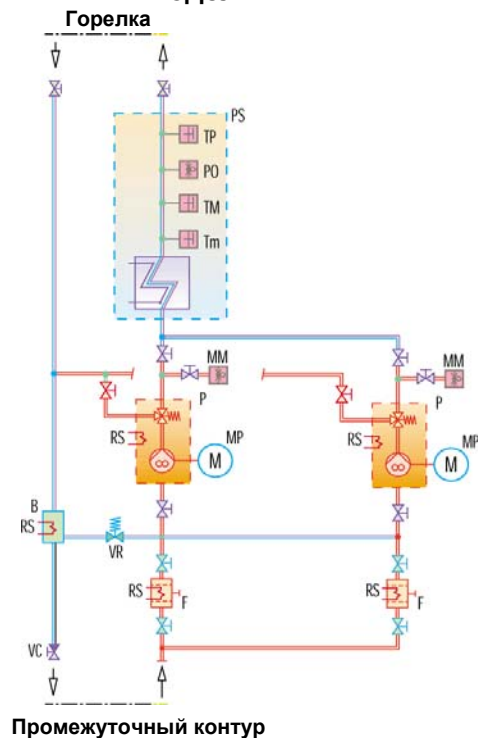 Горелка
PS
TP
PO
TM
Tm
MM
MM
P
P
RS
MP
RS
MP
M
M
B
RS
VR
RS
F
RS
F
VC
Промежуточный контур